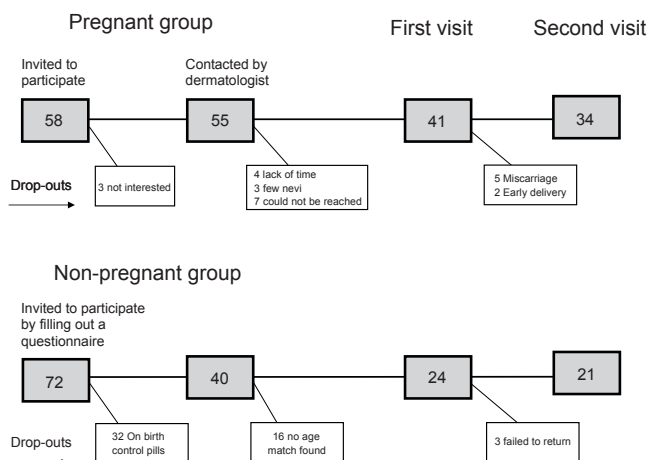 Pregnant group
First visit
Second visit
Invited to
participate
Contacted by
dermatologist
58
55
41
34
Drop-outs
3 not interested
4 lack of time
3 few nevi
7 could not be reached
5 Miscarriage
2 Early delivery
Non-pregnant group
Invited to participate
by filling out a
questionnaire
72
40
24
21
Drop-outs
32 On birth
control pills
16 no age
match found
3 failed to return